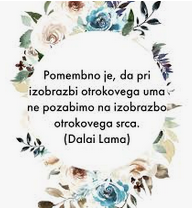 Pomembno je, da pri
izobrazbi otrokovega uma
ne pozabimo na izobrazbo
otrokovega srca.
(Dalai Lama)